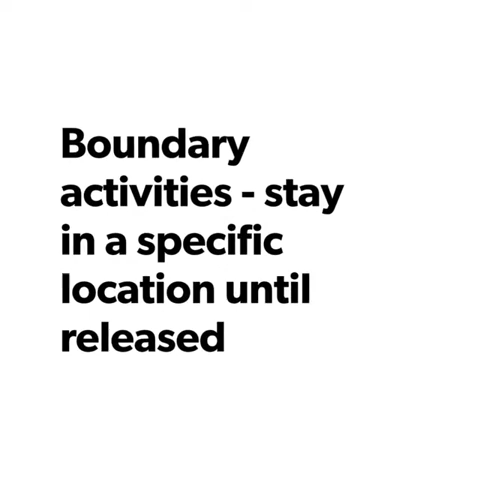 Boundary
activities - stay
in a specific
location until
released